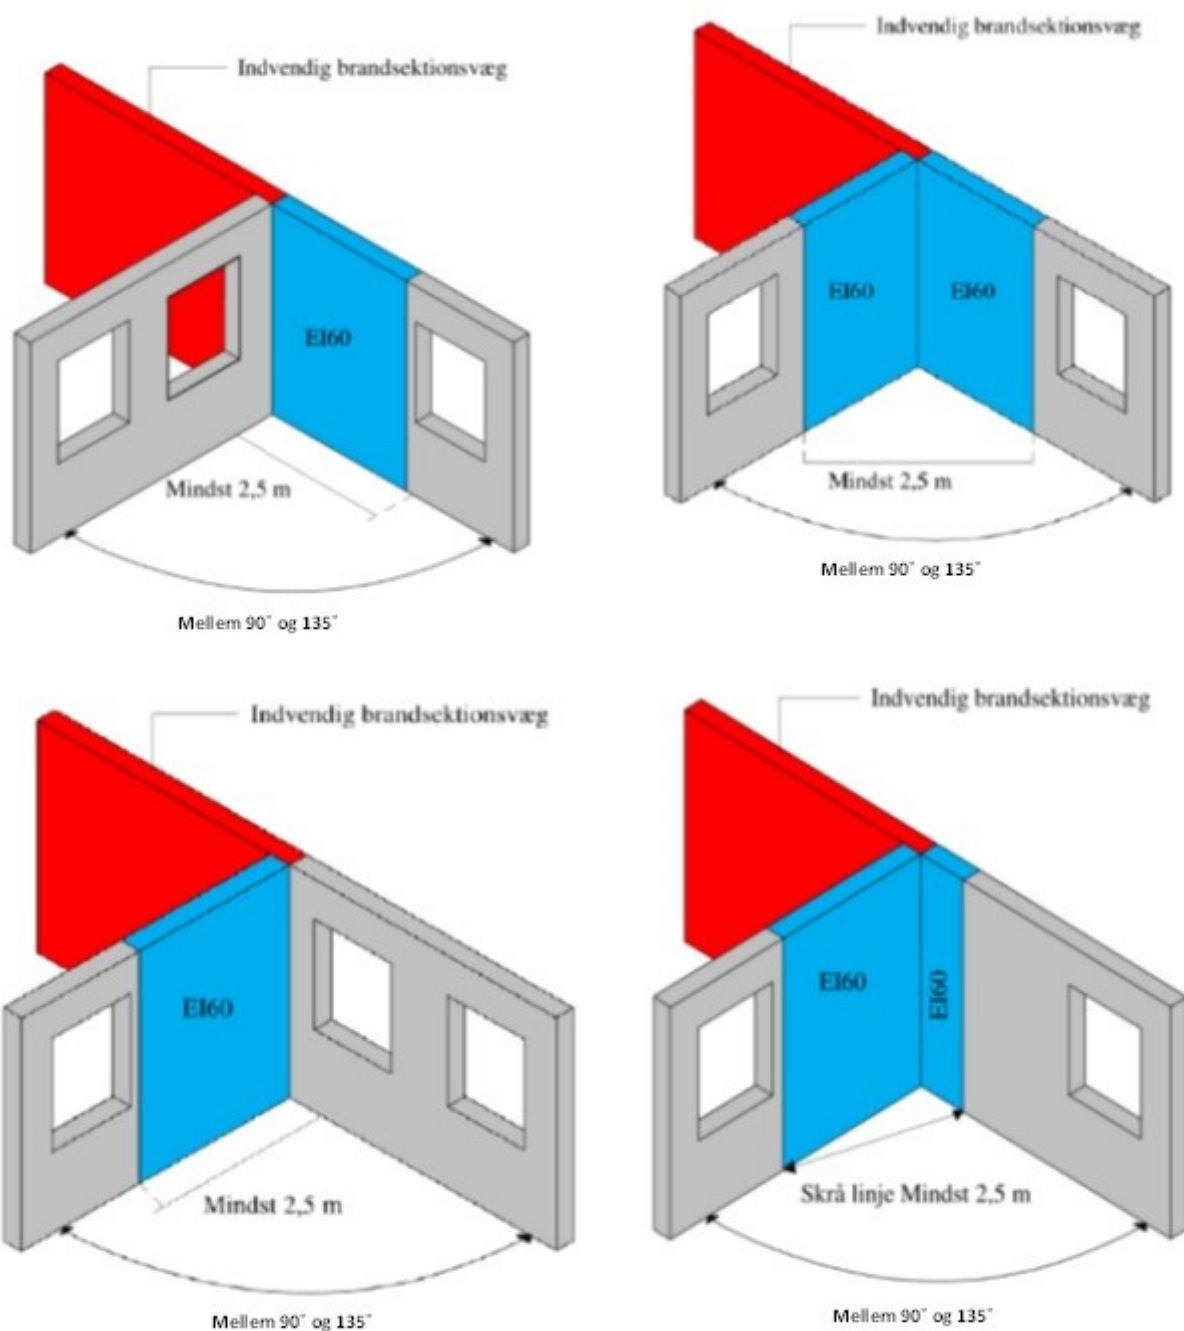 Indvendig brandsektionsvæg
EI60
Mindst 2,5 m
Mellem 90° og 135°
Indvendig brandsektionsvæg
EI60
EI60
Mindst 2,5 m
Mellem 90° og 135°
Indvendig brandsektionsvæg
EI60
Mindst 2,5 m
Mellem 90° og 135°
Indvendig brandsektionsvæg
EI60
EI60
Skrå linje Mindst 2,5 m
Mellem 90° og 135°